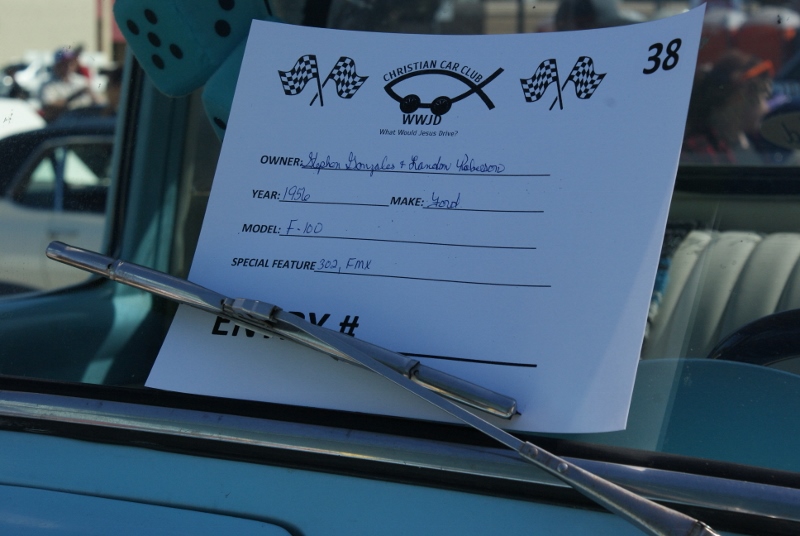 38
CHRISTIAN CAR CLUB
WWJD
What Would Jesus Drive?
OWNER: Stephen Gonzales & Landon
YEAR: 1956 MAKE: Ford
MODEL: F-100
SPECIAL FEATURE 302, FMX
ENTRY #